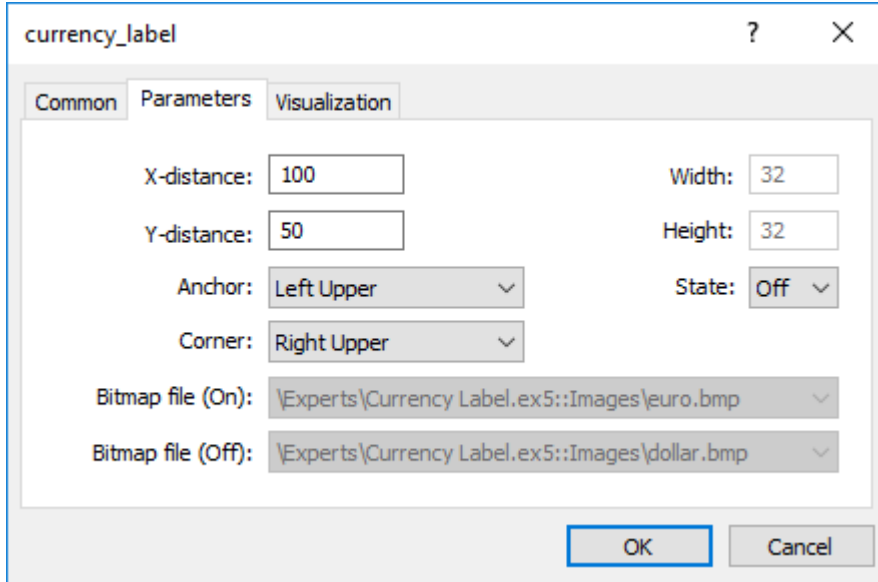 currency_label ?
Common Parameters Visualization
X-distance: 100 Width: 32
Y-distance: 50 Height: 32
Anchor: Left Upper State: Off
Corner: Right Upper
Bitmap file (On): \Experts\Currency Label.ex5::Images\euro.bmp
Bitmap file (Off): \Experts\Currency Label.ex5::Images\dollar.bmp
OK Cancel